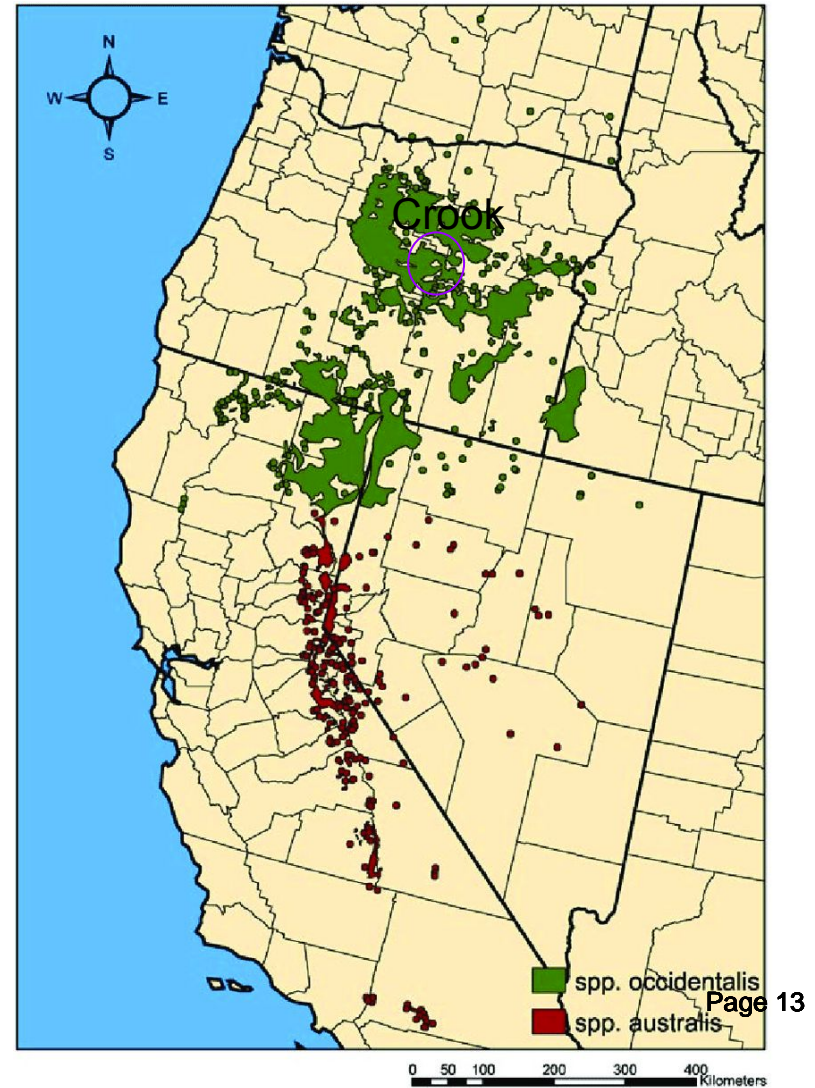 N
W E
S
Crook
spp. occidentalis
Page 13
spp. australis
0 50 100 200 300 400
Kilometers